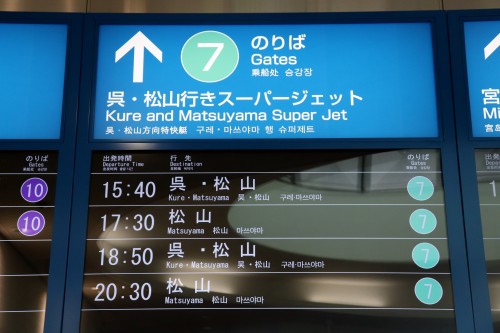 7 のりば
Gates
乘船处 승강장
呉・松山行きスーパージェット
Kure and Matsuyama Super Jet
吴・松山方向特快艇 구레・마쓰야마 행 슈퍼제트
宮
Mi
のりば
Gates
10
10
出発時間 行先 のりば
Departure Time Destination Gates
15:40 呉・松山 7
Kure・Matsuyama 吴・松山 구레・마쓰야마
17:30 松山 7
Matsuyama 松山 마쓰야마
18:50 呉・松山 7
Kure・Matsuyama 吴・松山 구레・마쓰야마
20:30 松山 7
Matsuyama 松山 마쓰야마